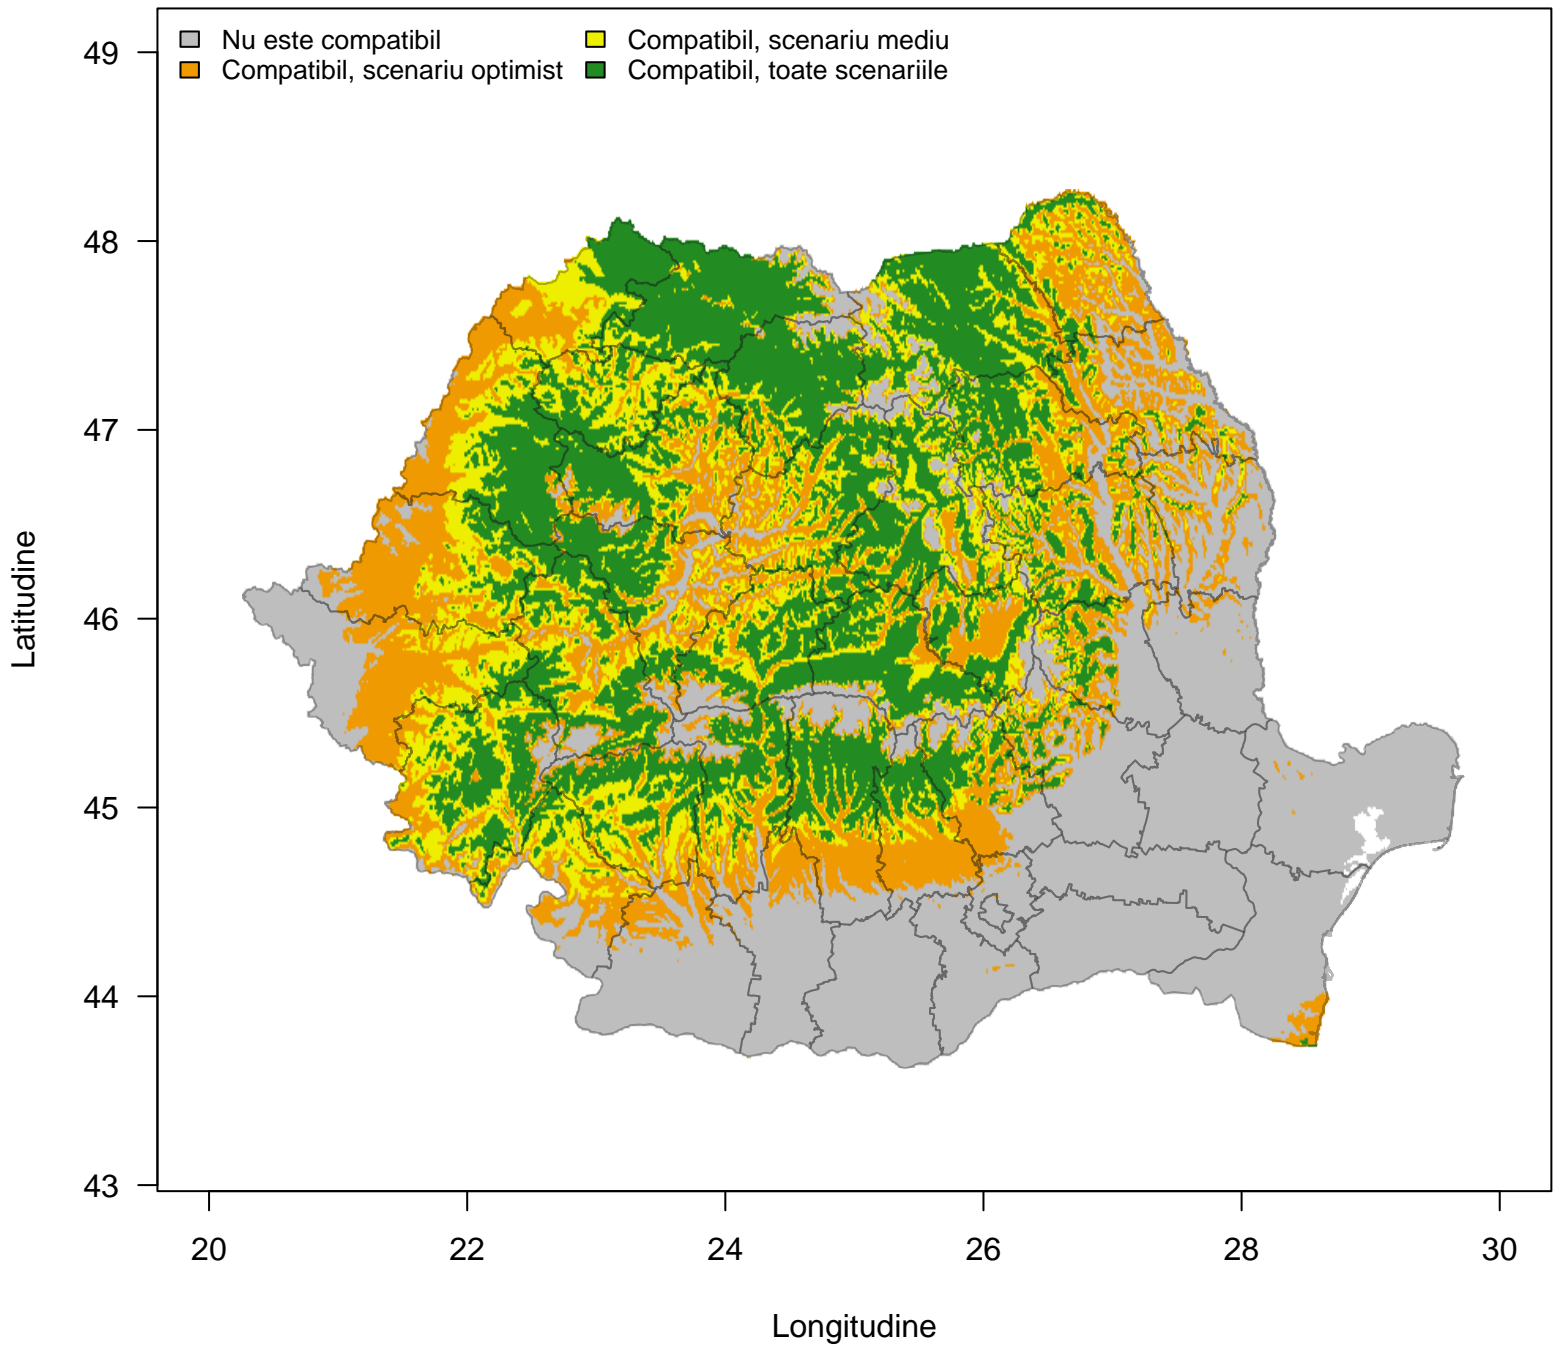 Nu este compatibil
Compatibil, scenariu optimist
Compatibil, scenariu mediu
Compatibil, toate scenariile
49
48
47
46
45
44
43
Latitudine
20 22 24 26 28 30
Longitudine